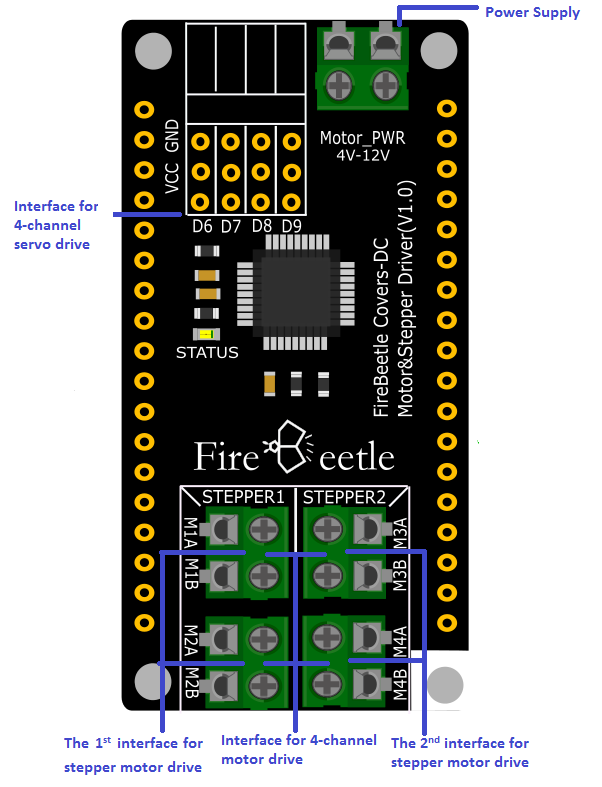 Power Supply
Motor_PWR
4V-12V
GND
VCC
Interface for
4-channel
servo drive
D6 D7 D8 D9
STATUS
FireBeetle Covers-DC
Motor&Stepper Driver(V1.0)
Fire Beetle
STEPPER1 STEPPER2
M1A
M1B
M2A
M2B
M3A
M3B
M4A
M4B
The 1st interface for
stepper motor drive
Interface for 4-channel
motor drive
The 2nd interface for
stepper motor drive